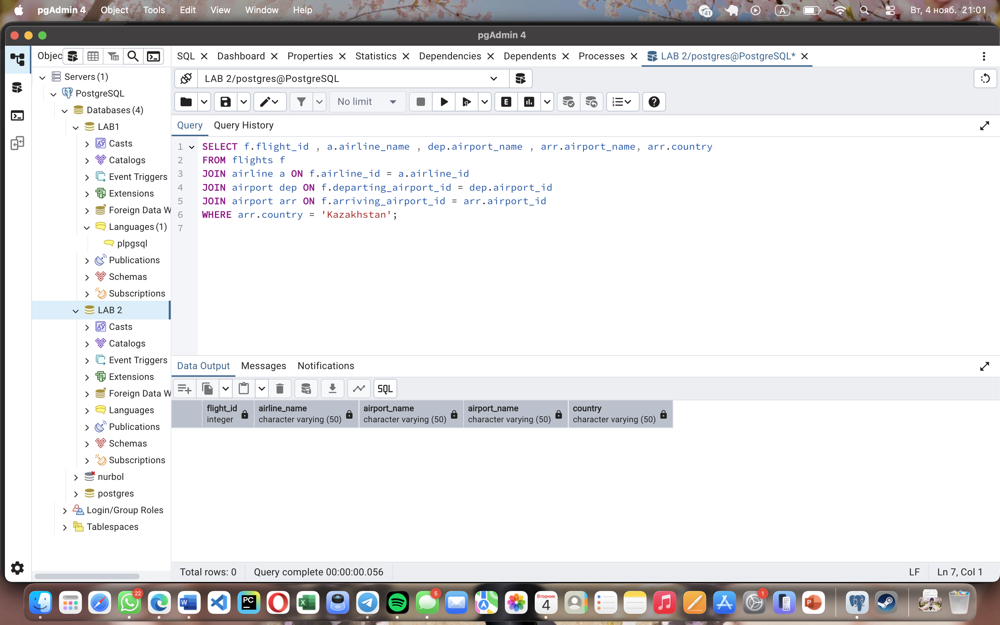 pgAdmin 4 Object Tools Edit View Window Help 41 A Вт, 4 нояб. 21:01
pgAdmin 4
Objec
SQL Dashboard Properties Statistics Dependencies Dependents Processes LAB 2/postgres@PostgreSQL*
Servers (1)
PostgreSQL
Databases (4)
LAB1
Casts
Catalogs
Event Triggers
Extensions
Foreign Data W
Languages (1)
plpgsql
Publications
Schemas
Subscriptions
LAB 2
Casts
Catalogs
Event Triggers
Extensions
Foreign Data W
Languages
Publications
Schemas
Subscriptions
nurbol
postgres
Login/Group Roles
Tablespaces
LAB 2/postgres@PostgreSQL
No limit E
Query Query History
1 SELECT f.flight_id , a.airline_name , dep.airport_name , arr.airport_name, arr.country
2 FROM flights f
3 JOIN airline a ON f.airline_id = a.airline_id
4 JOIN airport dep ON f.departing_airport_id = dep.airport_id
5 JOIN airport arr ON f.arriving_airport_id = arr.airport_id
6 WHERE arr.country = 'Kazakhstan';
7
Data Output Messages Notifications
SQL
flight_id airline_name airport_name airport_name country
integer character varying (50) character varying (50) character varying (50) character varying (50)
Total rows: 0 Query complete 00:00:00.056 LF Ln 7, Col 1
22 W PC X 5 Вторник 4 1 P